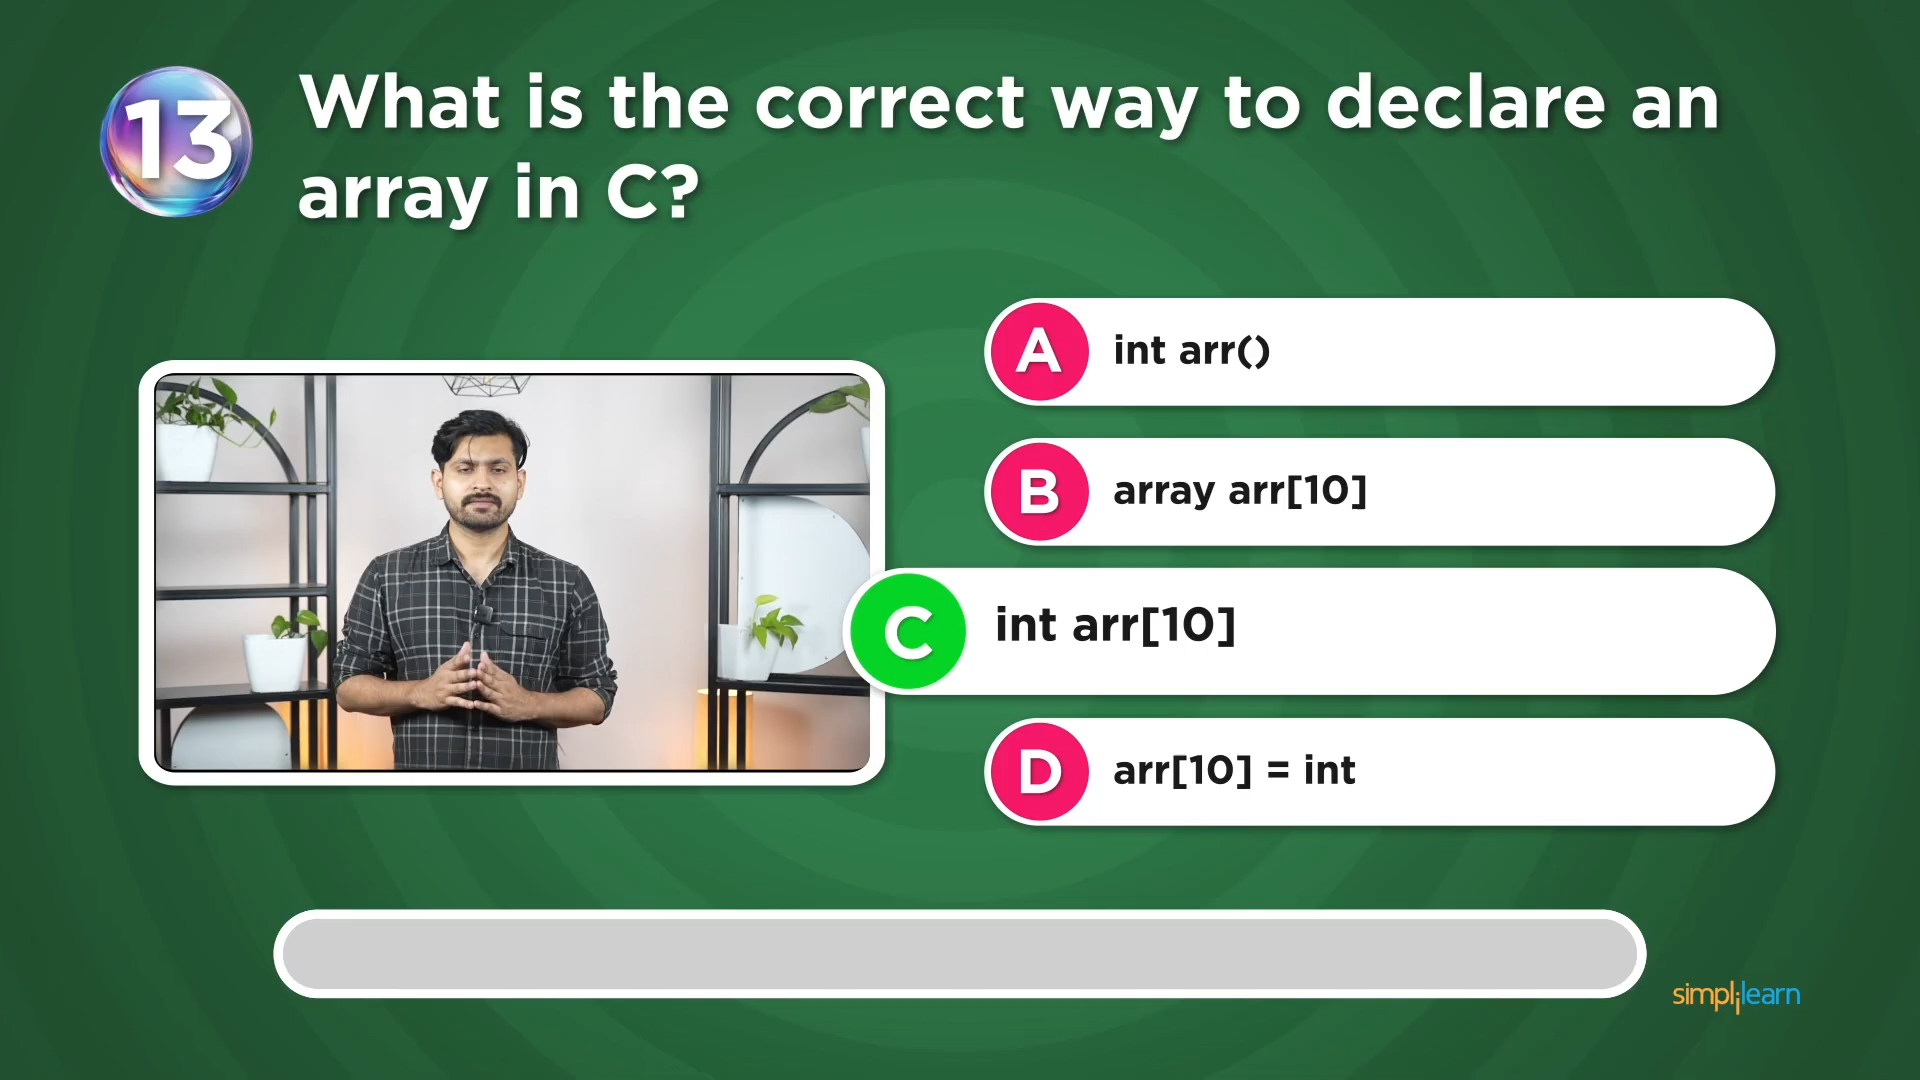 13
What is the correct way to declare an
array in C?
A
int arr()
B
array arr[10]
C
int arr[10]
D
arr[10] = int
simplilearn